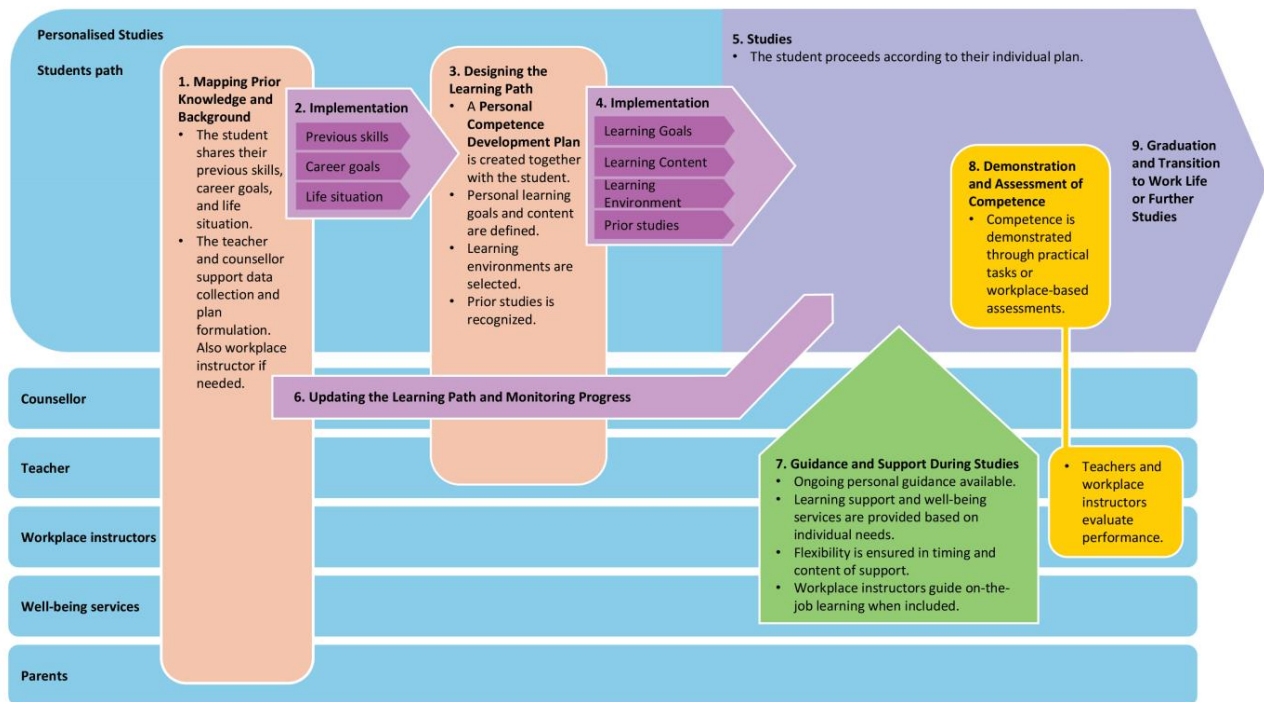 Personalised Studies
Students path
1. Mapping Prior
Knowledge and
Background
• The student
shares their
previous skills,
career goals,
and life
situation.
• The teacher
and counsellor
support data
collection and
plan
formulation.
Also workplace
instructor if
needed.
2. Implementation
Previous skills
Career goals
Life situation
3. Designing the
Learning Path
• A Personal
Competence
Development Plan
is created together
with the student.
• Personal learning
goals and content
are defined.
• Learning
environments are
selected.
• Prior studies is
recognized.
4. Implementation
Learning Goals
Learning Content
Learning
Environment
Prior studies
5. Studies
• The student proceeds according to their individual plan.
6. Updating the Learning Path and Monitoring Progress
7. Guidance and Support During Studies
• Ongoing personal guidance available.
• Learning support and well-being
services are provided based on
individual needs.
• Flexibility is ensured in timing and
content of support.
• Workplace instructors guide on-the-
job learning when included.
8. Demonstration
and Assessment of
Competence
• Competence is
demonstrated
through practical
tasks or
workplace-based
assessments.
• Teachers and
workplace
instructors
evaluate
performance.
9. Graduation
and Transition
to Work Life
or Further
Studies
Counsellor
Teacher
Workplace instructors
Well-being services
Parents